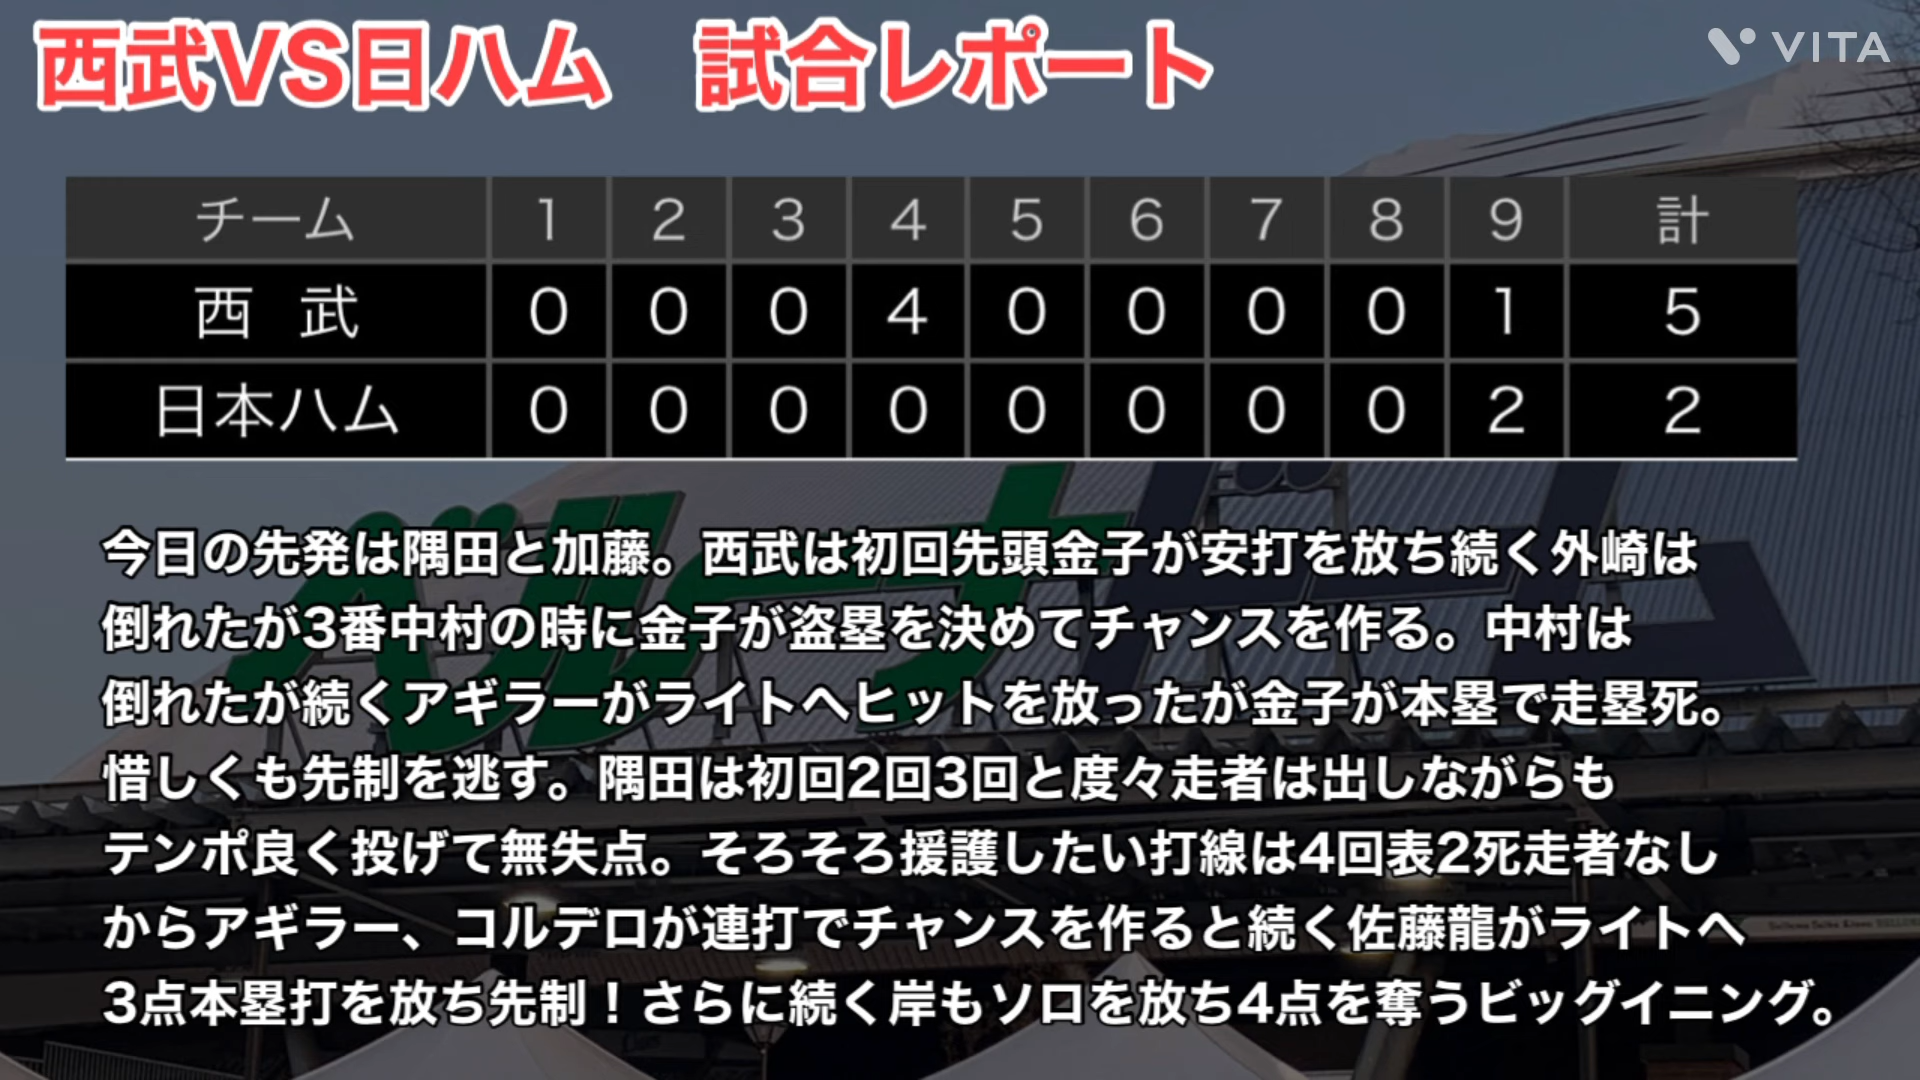 西武VS日ハム　試合レポート
VITA
チーム 1 2 3 4 5 6 7 8 9 計
西　武 0 0 0 4 0 0 0 0 1 5
日本ハム 0 0 0 0 0 0 0 0 2 2
今日の先発は隅田と加藤。西武は初回先頭金子が安打を放ち続く外崎は
倒れたが3番中村の時に金子が盗塁を決めてチャンスを作る。中村は
倒れたが続くアギラーがライトへヒットを放ったが金子が本塁で走塁死。
惜しくも先制を逃す。隅田は初回2回3回と度々走者は出しながらも
テンポ良く投げて無失点。そろそろ援護したい打線は4回表2死走者なし
からアギラー、コルデロが連打でチャンスを作ると続く佐藤龍がライトへ
3点本塁打を放ち先制！さらに続く岸もソロを放ち4点を奪うビッグイニング。
ベルーナドーム